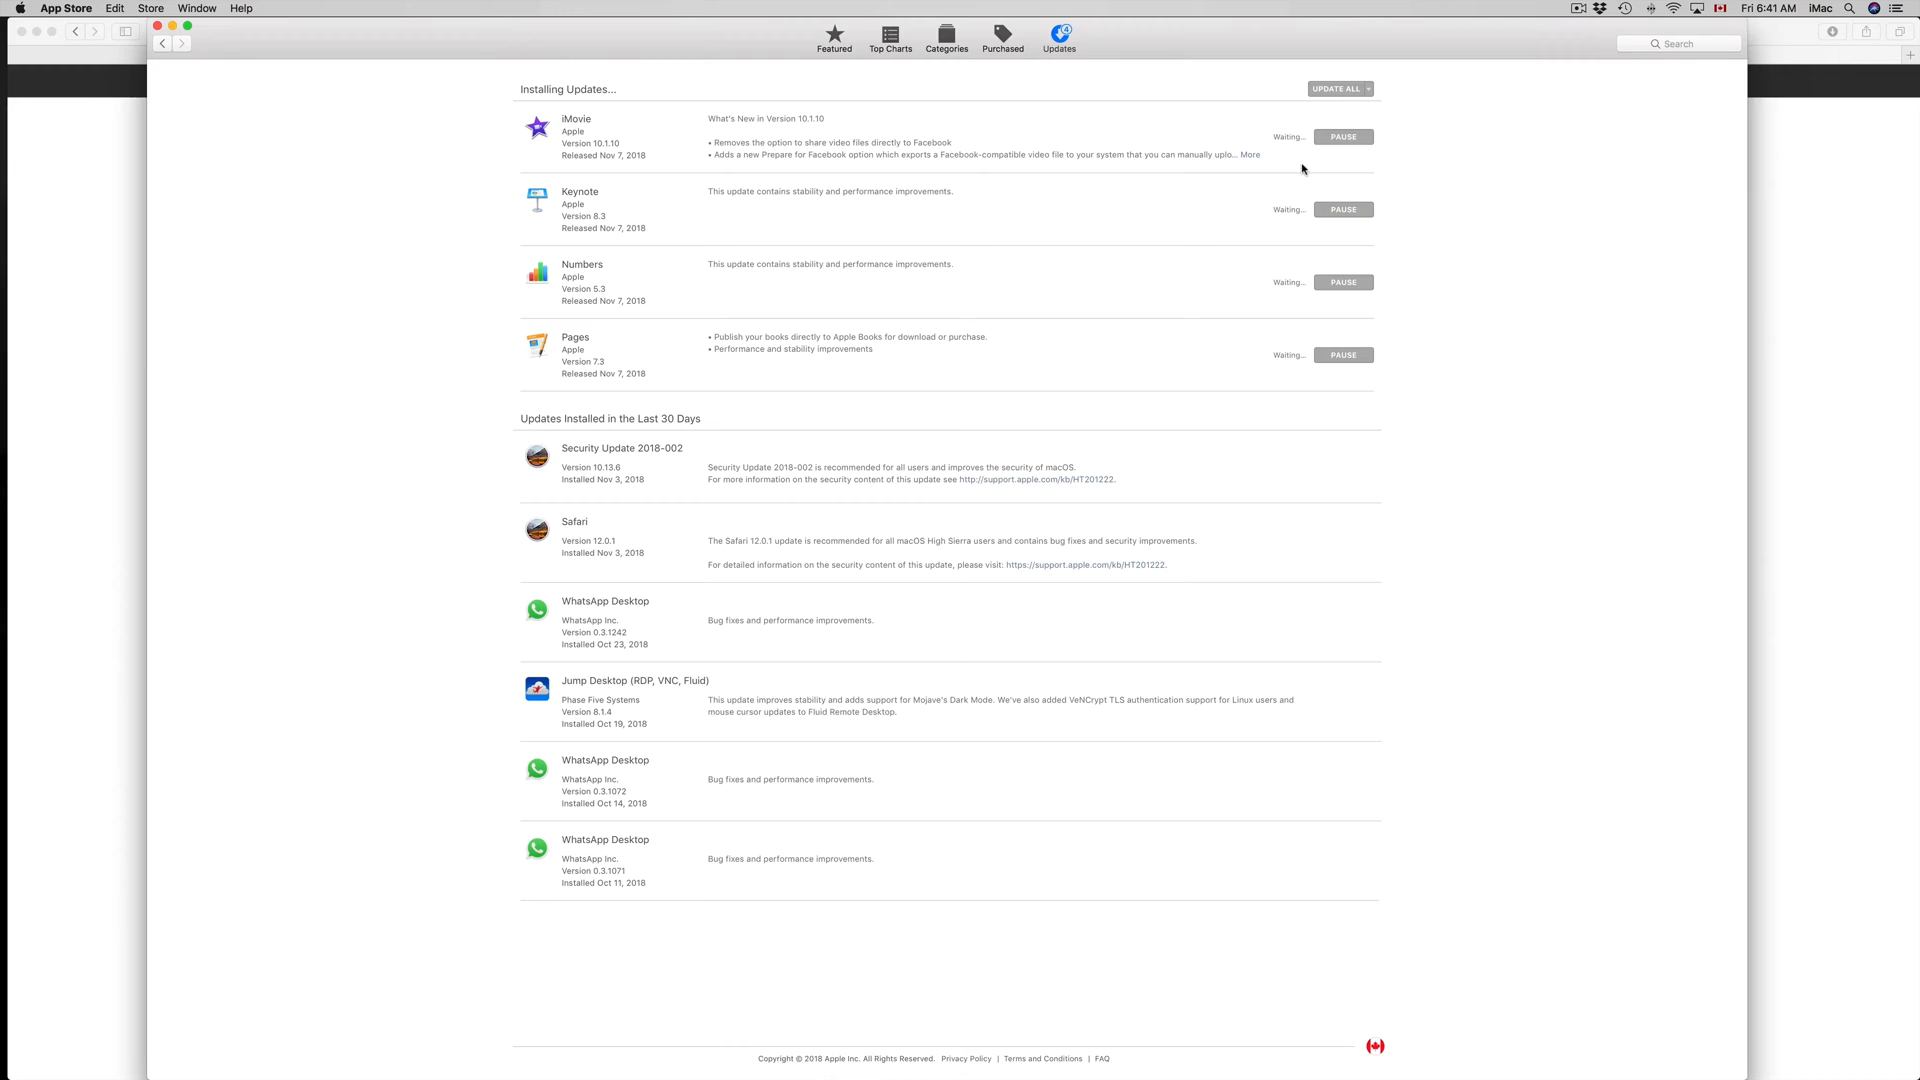 App Store Edit Store Window Help
Fri 6:41 AM iMac
Featured Top Charts Categories Purchased Updates
4
Search
Installing Updates...
UPDATE ALL
iMovie
Apple
Version 10.1.10
Released Nov 7, 2018
What's New in Version 10.1.10
• Removes the option to share video files directly to Facebook
• Adds a new Prepare for Facebook option which exports a Facebook-compatible video file to your system that you can manually uplo... More
Waiting... PAUSE
Keynote
Apple
Version 8.3
Released Nov 7, 2018
This update contains stability and performance improvements.
Waiting... PAUSE
Numbers
Apple
Version 5.3
Released Nov 7, 2018
This update contains stability and performance improvements.
Waiting... PAUSE
Pages
Apple
Version 7.3
Released Nov 7, 2018
• Publish your books directly to Apple Books for download or purchase.
• Performance and stability improvements
Waiting... PAUSE
Updates Installed in the Last 30 Days
Security Update 2018-002
Version 10.13.6
Installed Nov 3, 2018
Security Update 2018-002 is recommended for all users and improves the security of macOS.
For more information on the security content of this update see http://support.apple.com/kb/HT201222.
Safari
Version 12.0.1
Installed Nov 3, 2018
The Safari 12.0.1 update is recommended for all macOS High Sierra users and contains bug fixes and security improvements.
For detailed information on the security content of this update, please visit: https://support.apple.com/kb/HT201222.
WhatsApp Desktop
WhatsApp Inc.
Version 0.3.1242
Installed Oct 23, 2018
Bug fixes and performance improvements.
Jump Desktop (RDP, VNC, Fluid)
Phase Five Systems
Version 8.1.4
Installed Oct 19, 2018
This update improves stability and adds support for Mojave's Dark Mode. We've also added VeNCrypt TLS authentication support for Linux users and
mouse cursor updates to Fluid Remote Desktop.
WhatsApp Desktop
WhatsApp Inc.
Version 0.3.1072
Installed Oct 14, 2018
Bug fixes and performance improvements.
WhatsApp Desktop
WhatsApp Inc.
Version 0.3.1071
Installed Oct 11, 2018
Bug fixes and performance improvements.
Copyright © 2018 Apple Inc. All Rights Reserved. Privacy Policy | Terms and Conditions | FAQ